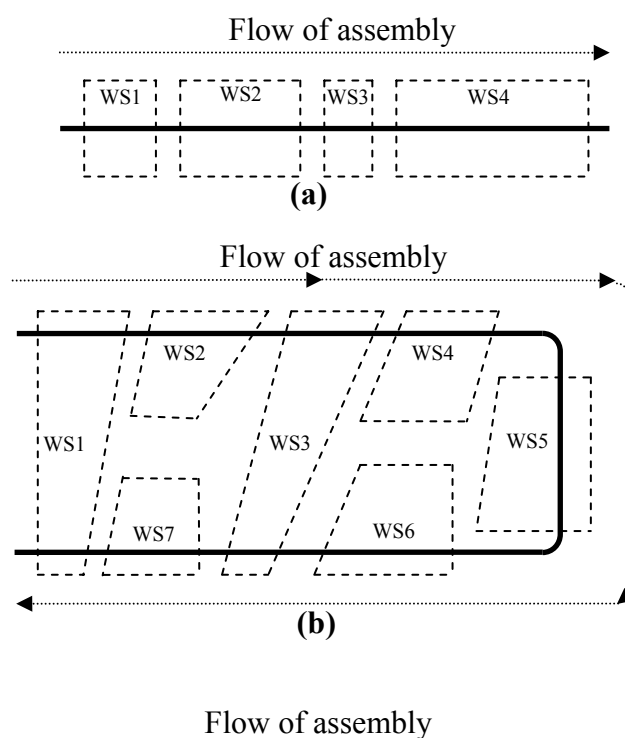 Flow of assembly
WS1 WS2 WS3 WS4
(a)
Flow of assembly
WS2 WS4
WS1 WS3 WS5
WS7 WS6
(b)
Flow of assembly